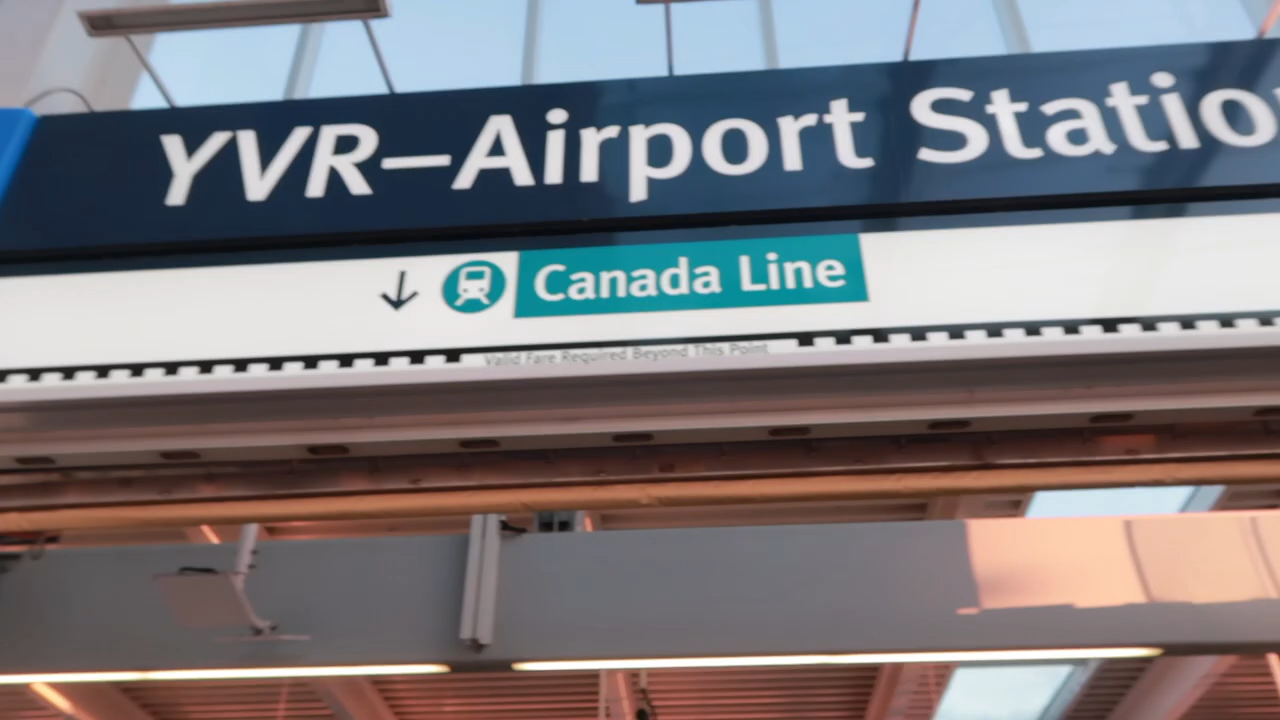 YVR–Airport Statio
Canada Line
Valid Fare Required Beyond This Point